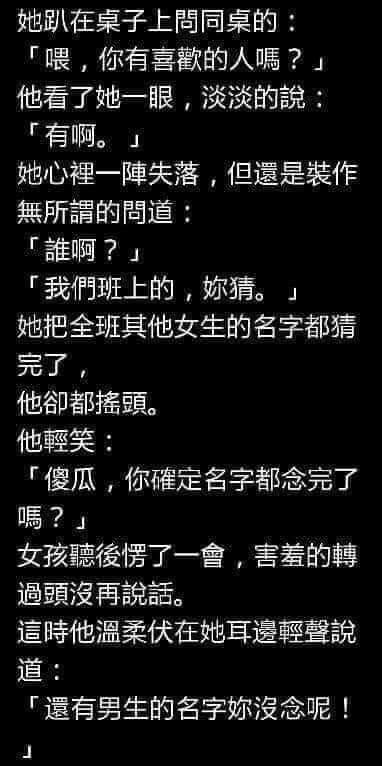 她趴在桌子上問同桌的：
「喂，你有喜歡的人嗎？」
他看了她一眼，淡淡的說：
「有啊。」
她心裡一陣失落，但還是裝作
無所謂的問道：
「誰啊？」
「我們班上的，妳猜。」
她把全班其他女生的名字都猜
完了，
他卻都搖頭。
他輕笑：
「傻瓜，你確定名字都念完了
嗎？」
女孩聽後愣了一會，害羞的轉
過頭沒再說話。
這時他溫柔伏在她耳邊輕聲說
道：
「還有男生的名字妳沒念呢！
」